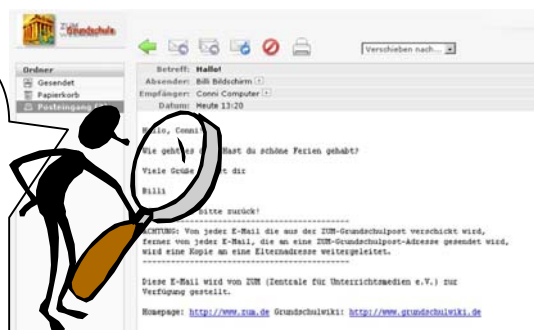 ZUM Grundschule
Verschieben nach...
Ordner
Gesendet
Papierkorb
Posteingang
Betreff: Hallo!
Absender: Billi Bildschirm
Empfänger: Conni Computer
Datum: Heute 13:20
Conni
Wie geht es Hast du schöne Ferien gehabt?
Viele Grüße dir
Billi
bitte zurück!
ACHTUNG: Von jeder E-Mail die aus der ZUM-Grundschulpost verschickt wird,
ferner von jeder E-Mail, die an eine ZUM-Grundschulpost-Adresse gesendet wird,
wird eine Kopie an eine Elternadresse weitergeleitet.
Diese E-Mail wird von ZUM (Zentrale für Unterrichtsmedien e.V.) zur
Verfügung gestellt.
Homepage: http://www.zum.de Grundschulwiki: http://www.grundschulwiki.de